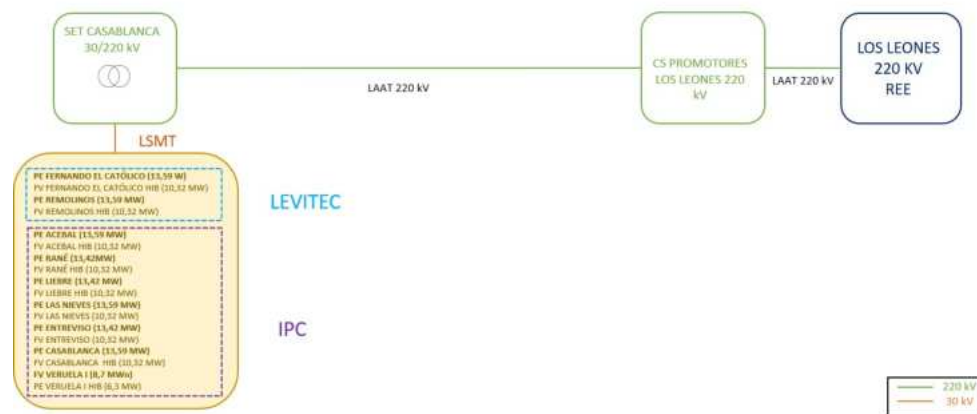 SET CASABLANCA
30/220 kV
LAAT 220 kV
CS PROMOTORES
LOS LEONES 220
kV
LAAT 220 kV
LOS LEONES
220 KV
REE
LSMT
PE FERNANDO EL CATÓLICO (13,59 W)
FV FERNANDO EL CATÓLICO HIB (10,32 MW)
PE REMOLINOS (13,59 MW)
FV REMOLINOS HIB (10,32 MW)
LEVITEC
PE ACEBAL (13,59 MW)
FV ACEBAL HIB (10,32 MW)
PE RANÉ (13,42MW)
FV RANÉ HIB (10,32 MW)
PE LIEBRE (13,42 MW)
FV LIEBRE HIB (10,32 MW)
PE LAS NIEVES (13,59 MW)
FV LAS NIEVES (10,32 MW)
PE ENTREVISO (13,42 MW)
FV ENTREVISO (10,32 MW)
PE CASABLANCA (13,59 MW)
FV CASABLANCA HIB (10,32 MW)
FV VERUELA I (8,7 MWn)
PE VERUELA I HIB (6,3 MW)
IPC
220 kV
30 kV